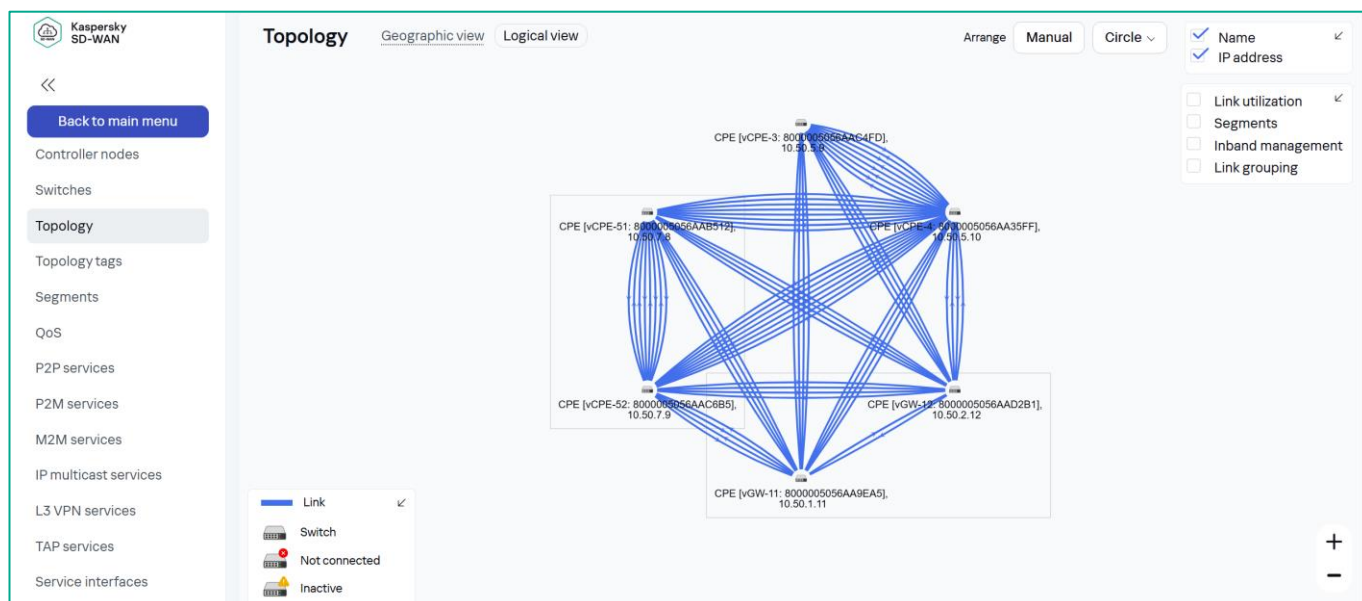 Kaspersky
SD-WAN
Back to main menu
Controller nodes
Switches
Topology
Topology tags
Segments
QoS
P2P services
P2M services
M2M services
IP multicast services
L3 VPN services
TAP services
Service interfaces
Topology
Geographic view
Logical view
Arrange
Manual
Circle
Name
IP address
Link utilization
Segments
Inband management
Link grouping
CPE [vCPE-3: 8000005056AAC4FD],
10.50.5.9
CPE [vCPE-51: 8000005056AAB512],
10.50.7.8
CPE [vCPE-4: 8000005056AA35FF],
10.50.5.10
CPE [vCPE-52: 8000005056AAC6B5],
10.50.7.9
CPE [vGW-12: 8000005056AAD2B1],
10.50.2.12
CPE [vGW-11: 8000005056AA9EA5],
10.50.1.11
Link
Switch
Not connected
Inactive